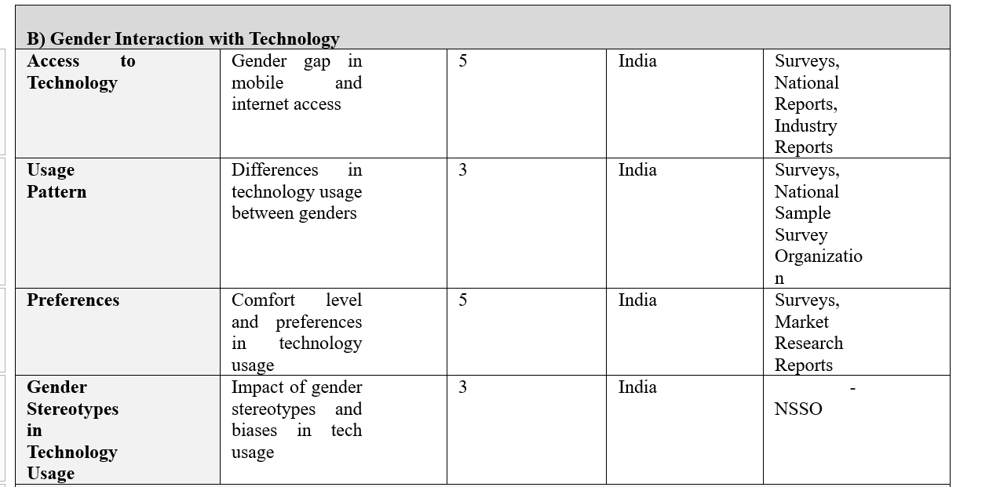 B) Gender Interaction with Technology
Access to
Technology
Gender gap in
mobile and
internet access
5
India
Surveys,
National
Reports,
Industry
Reports
Usage
Pattern
Differences in
technology usage
between genders
3
India
Surveys,
National
Sample
Survey
Organizatio
n
Preferences
Comfort level
and preferences
in technology
usage
5
India
Surveys,
Market
Research
Reports
Gender
Stereotypes
in
Technology
Usage
Impact of gender
stereotypes and
biases in tech
usage
3
India
-
NSSO